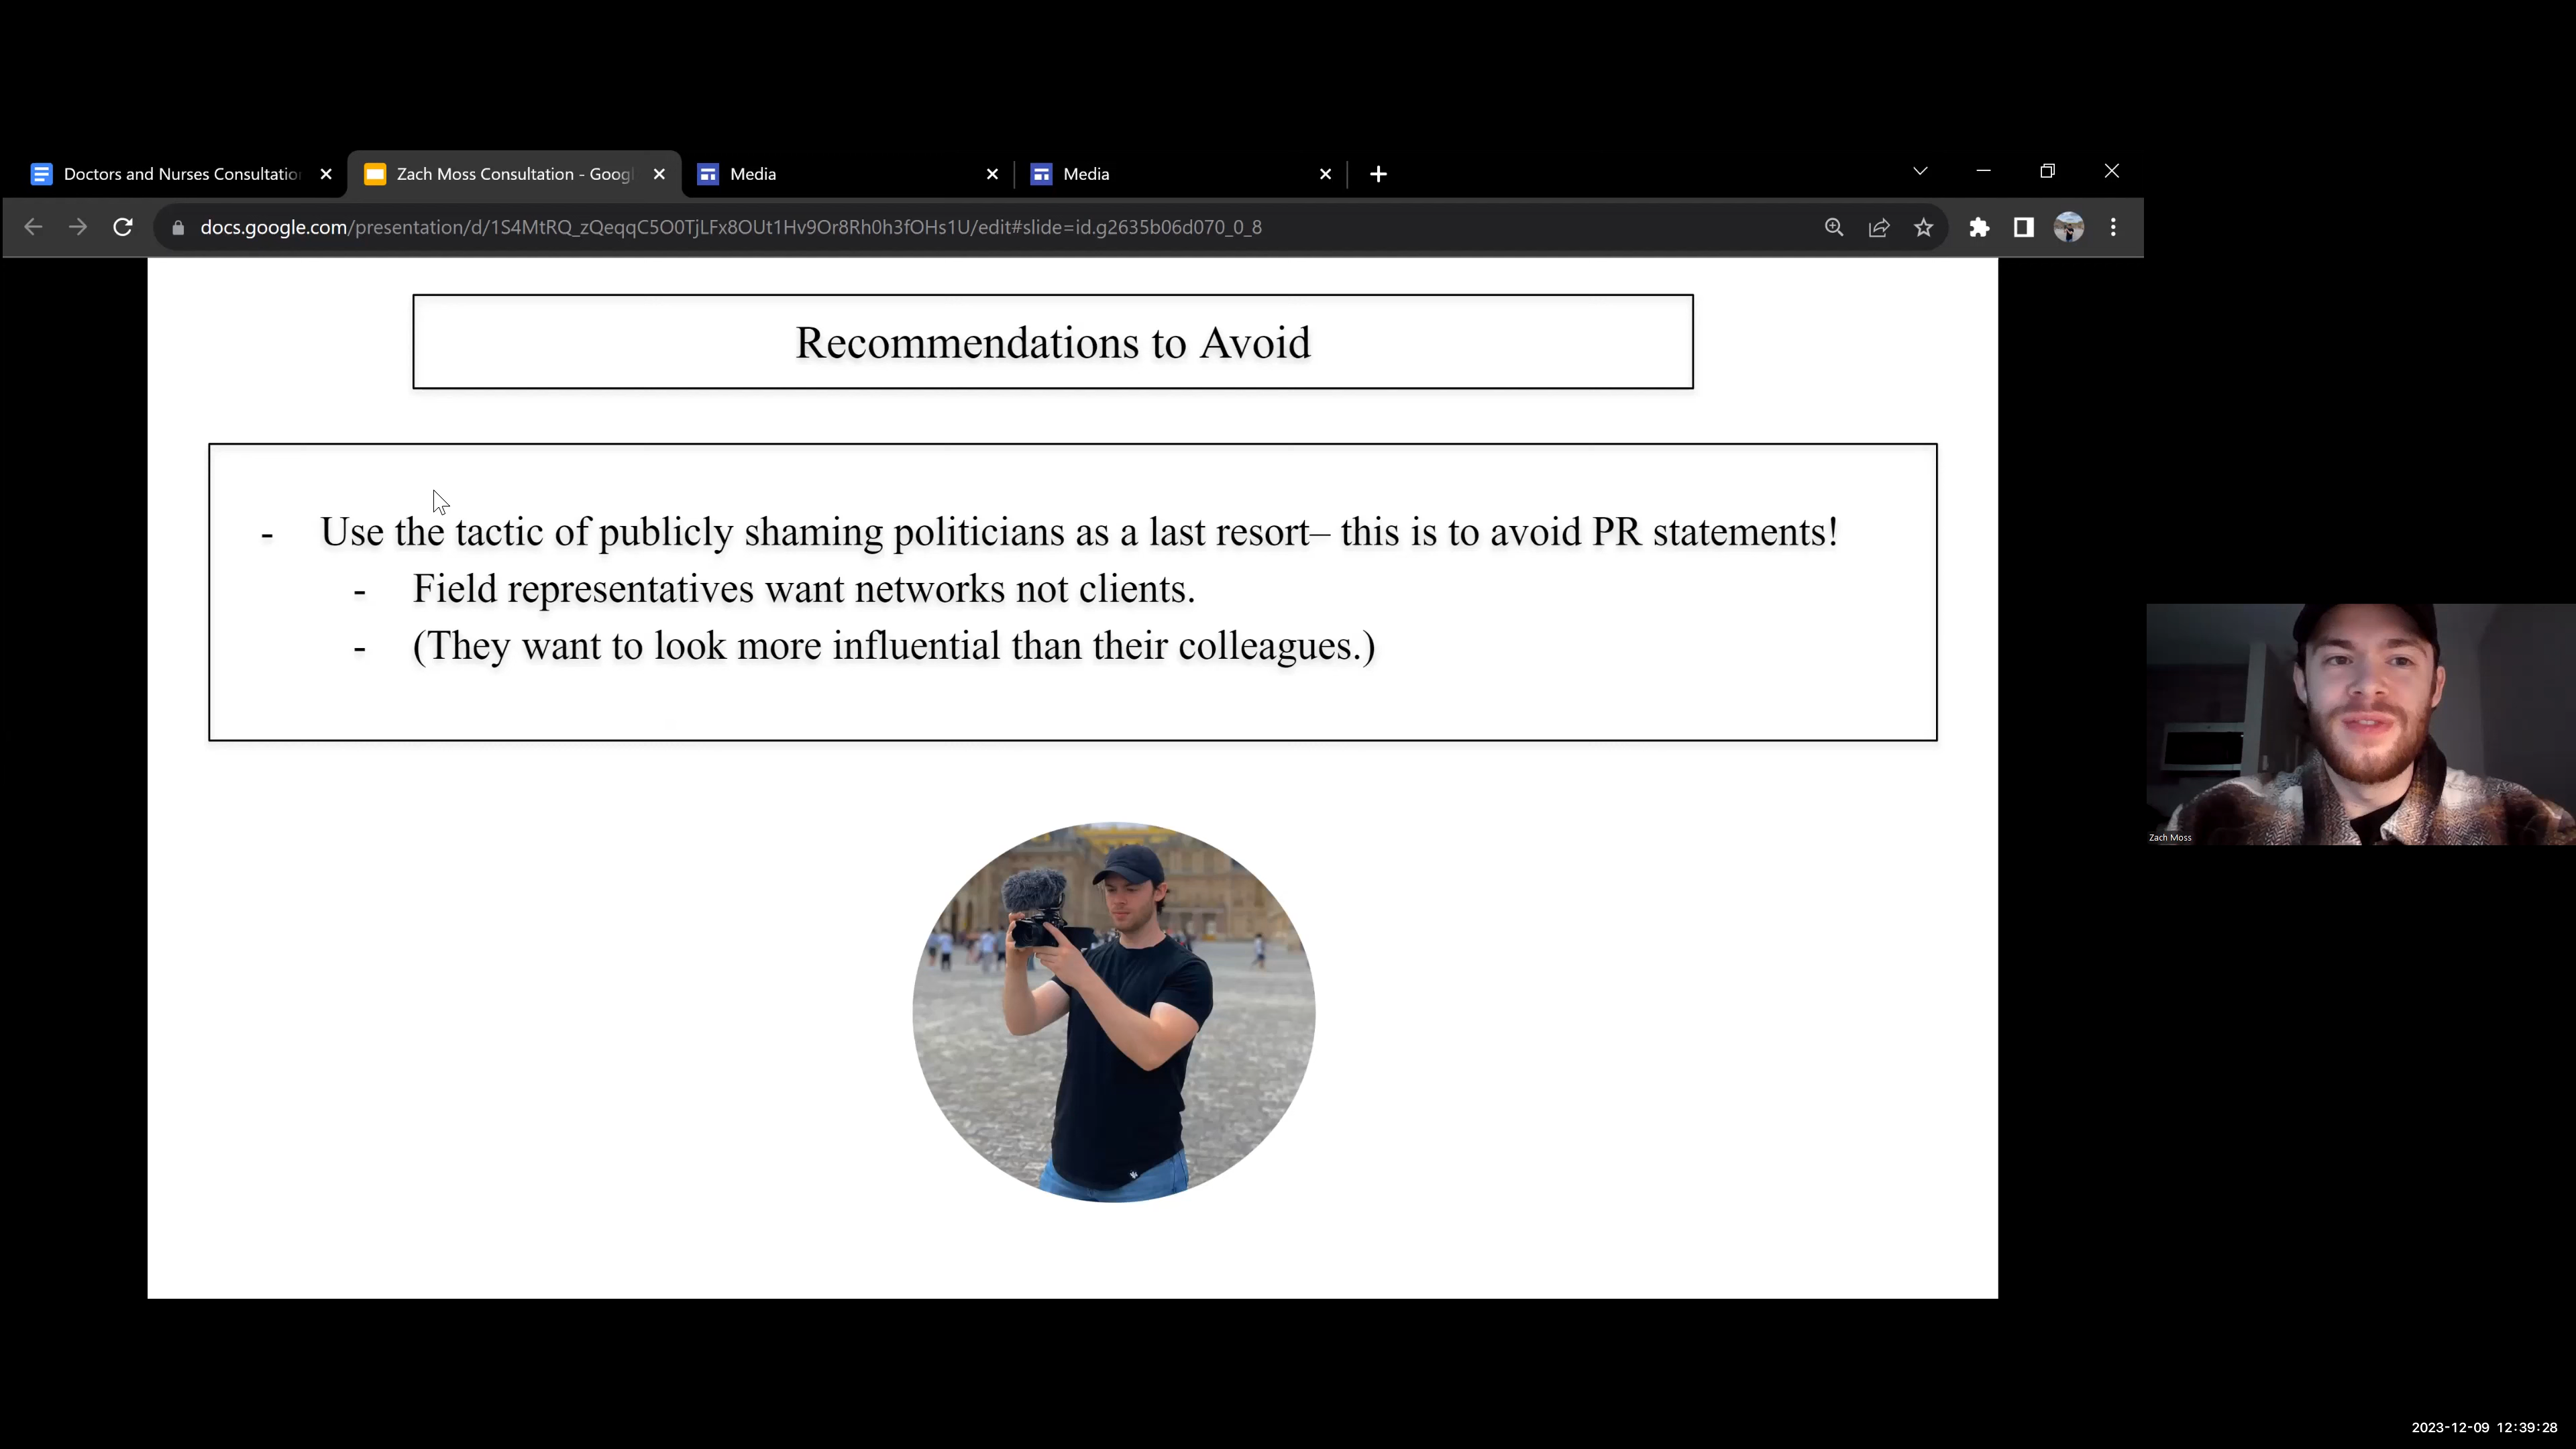 Doctors and Nurses Consultation
Zach Moss Consultation - Googl
Media
Media
docs.google.com/presentation/d/1S4MtRQ_zQeqqC5O0TjLFx8OUt1Hv9Or8Rh0h3fOHs1U/edit#slide=id.g2635b06d070_0_8
Recommendations to Avoid
- Use the tactic of publicly shaming politicians as a last resort– this is to avoid PR statements!
- Field representatives want networks not clients.
- (They want to look more influential than their colleagues.)
Zach Moss
2023-12-09 12:39:28